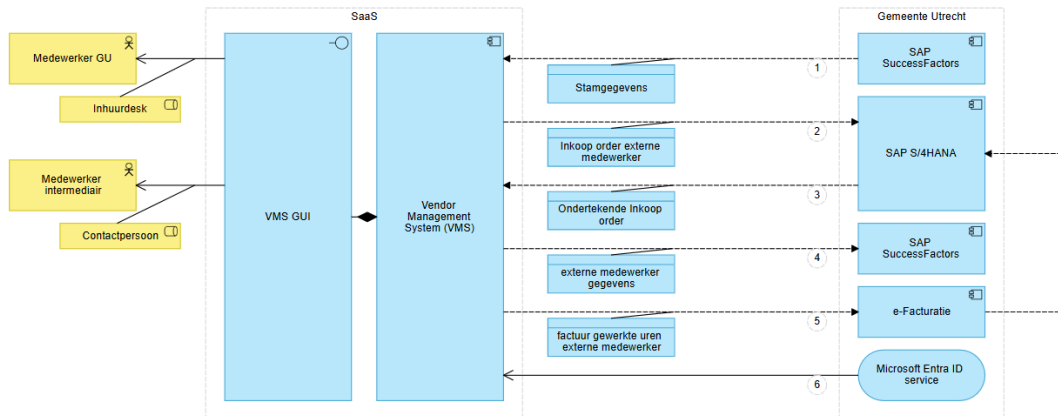 SaaS
Gemeente Utrecht
Medewerker GU
Inhuurdesk
Medewerker
intermediair
Contactpersoon
VMS GUI
Vendor
Management
System (VMS)
1
Stamgegevens
2
Inkoop order externe
medewerker
3
Ondertekende Inkoop
order
4
externe medewerker
gegevens
5
factuur gewerkte uren
externe medewerker
6
SAP
SuccessFactors
SAP S/4HANA
SAP
SuccessFactors
e-Facturatie
Microsoft Entra ID
service